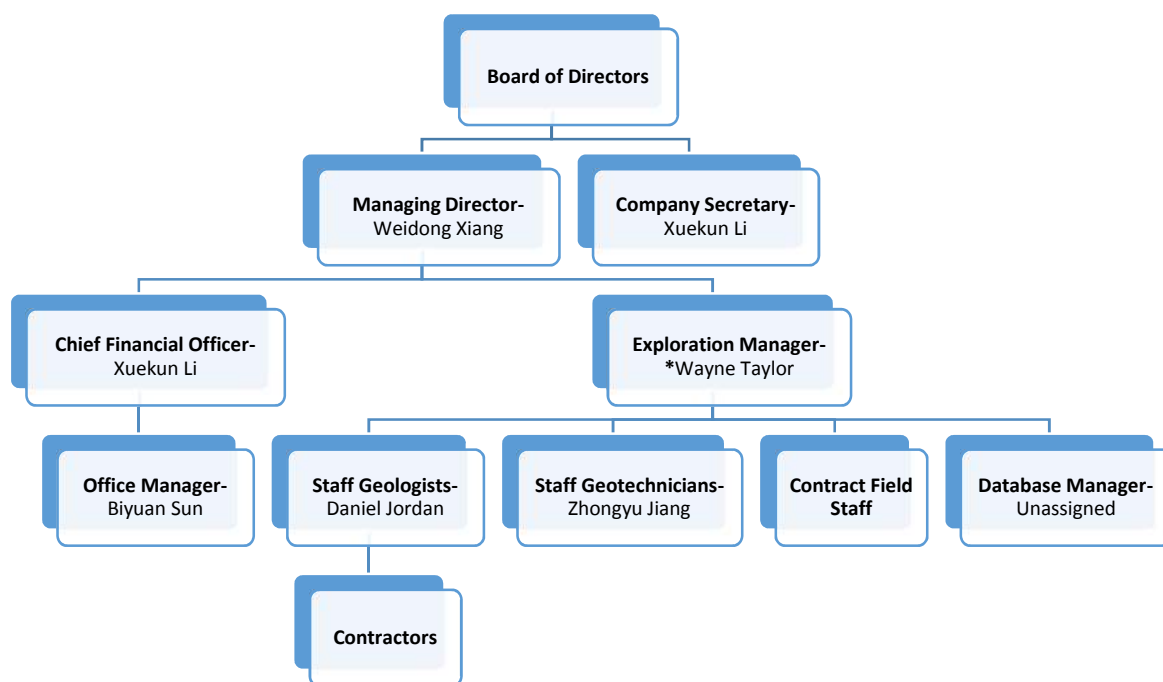 Board of Directors
Managing Director-
Weidong Xiang
Company Secretary-
Xuekun Li
Chief Financial Officer-
Xuekun Li
Exploration Manager-
*Wayne Taylor
Office Manager-
Biyuan Sun
Staff Geologists-
Daniel Jordan
Staff Geotechnicians-
Zhongyu Jiang
Contract Field
Staff
Database Manager-
Unassigned
Contractors